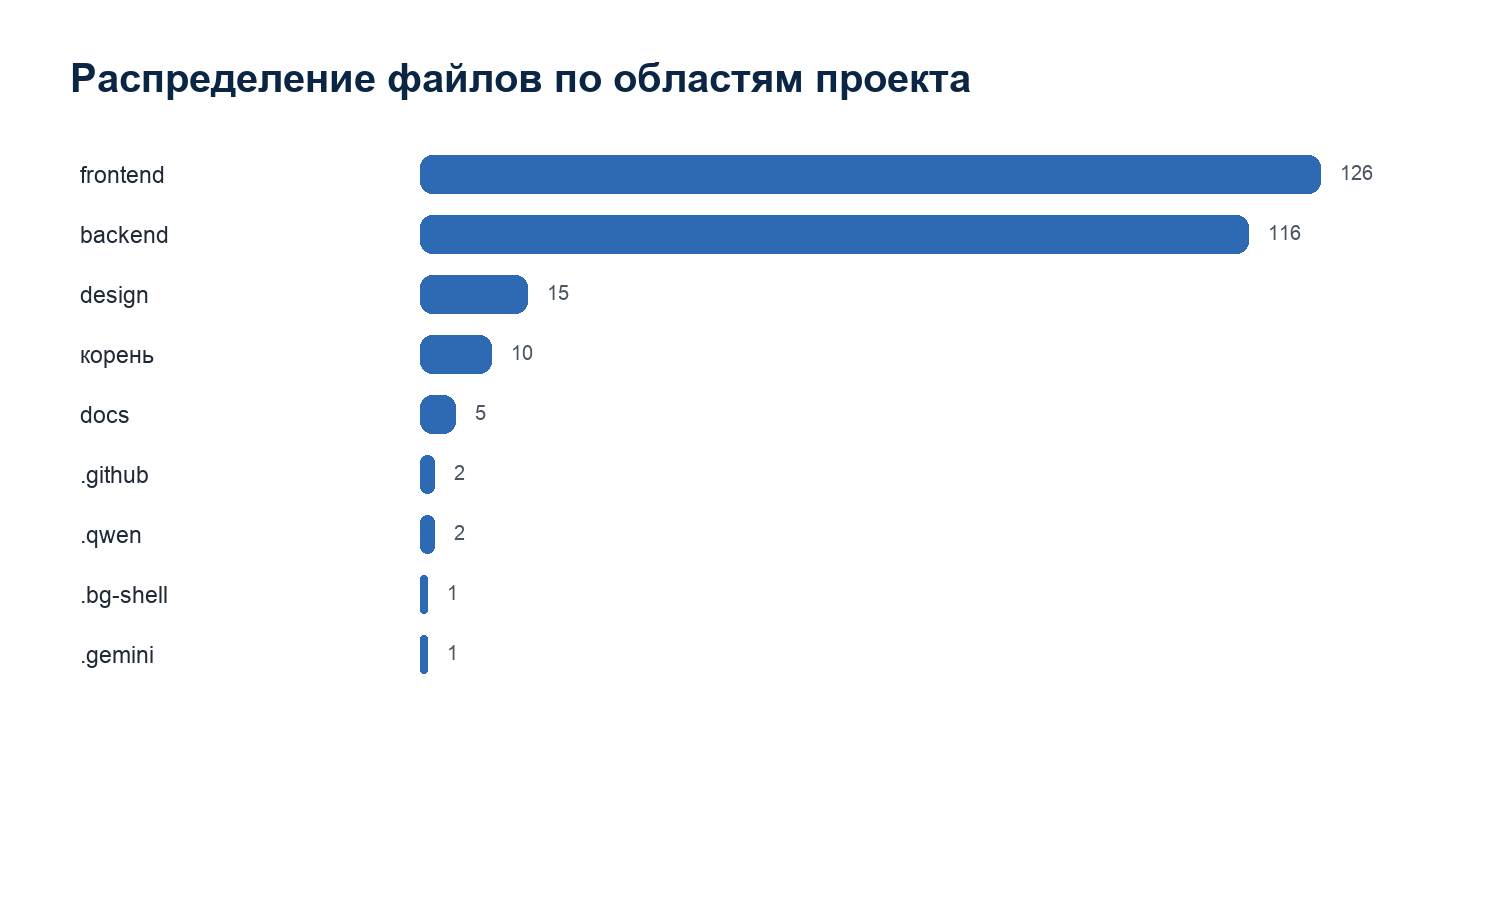 Распределение файлов по областям проекта
frontend 126
backend 116
design 15
корень 10
docs 5
.github 2
.qwen 2
.bg-shell 1
.gemini 1